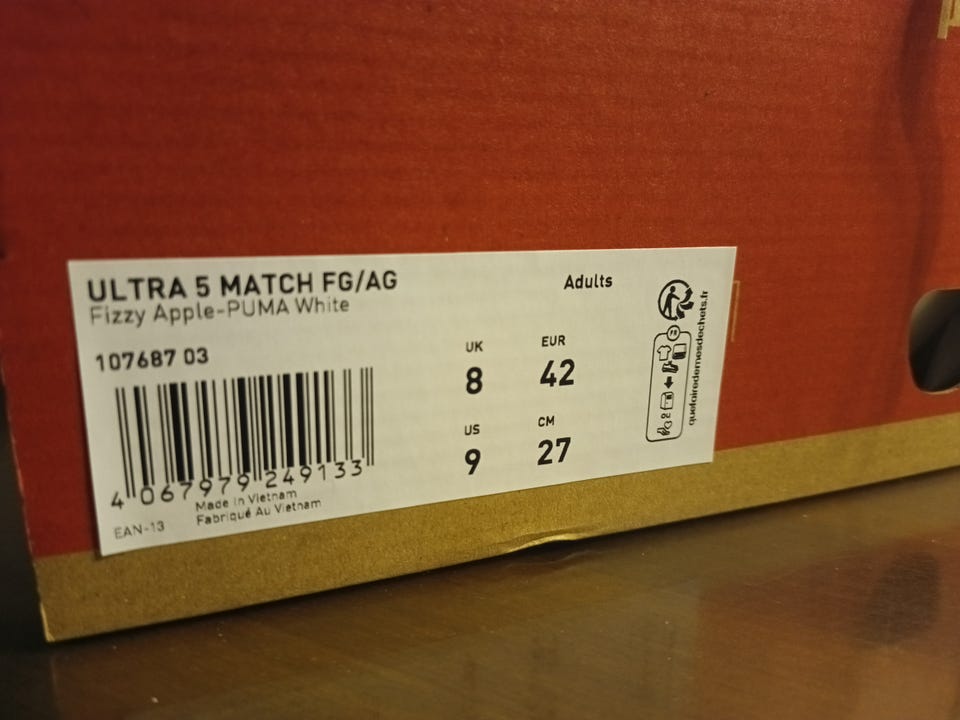 ULTRA 5 MATCH FG/AG
Fizzy Apple-PUMA White
Adults
107687 03
UK
8
EUR
42
US
9
CM
27
4 067979 249133
EAN-13
Made in Vietnam
Fabriqué Au Vietnam
quefairedemesdechets.fr